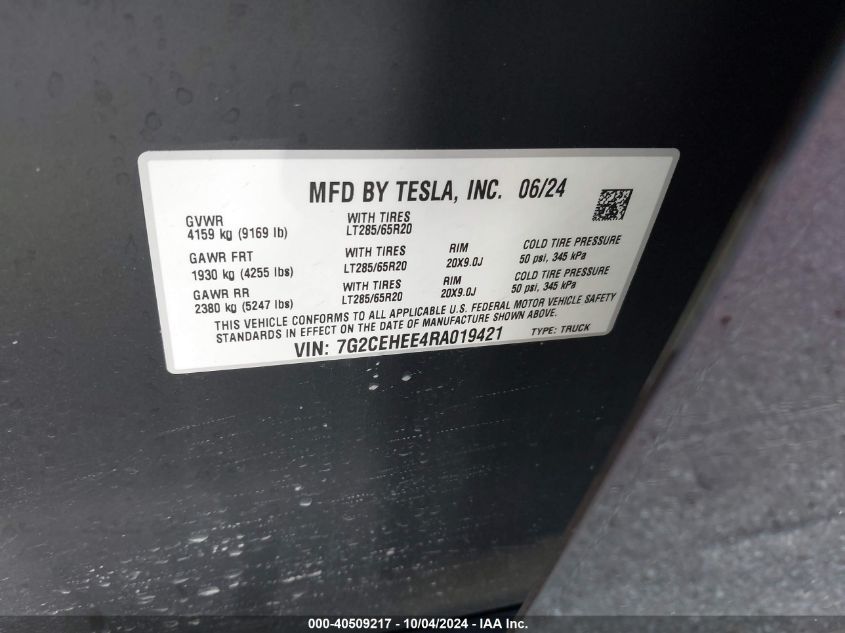 MFD BY TESLA, INC. 06/24
GVWR
4159 kg (9169 lb)
WITH TIRES
LT285/65R20
GAWR FRT
1930 kg (4255 lbs)
WITH TIRES
LT285/65R20
RIM
20X9.0J
COLD TIRE PRESSURE
50 psi, 345 kPa
GAWR RR
2380 kg (5247 lbs)
WITH TIRES
LT285/65R20
RIM
20X9.0J
COLD TIRE PRESSURE
50 psi, 345 kPa
THIS VEHICLE CONFORMS TO ALL APPLICABLE U.S. FEDERAL MOTOR VEHICLE SAFETY
STANDARDS IN EFFECT ON THE DATE OF MANUFACTURE SHOWN ABOVE.
VIN: 7G2CEHEE4RA019421
TYPE: TRUCK
000-40509217 - 10/04/2024 - IAA Inc.